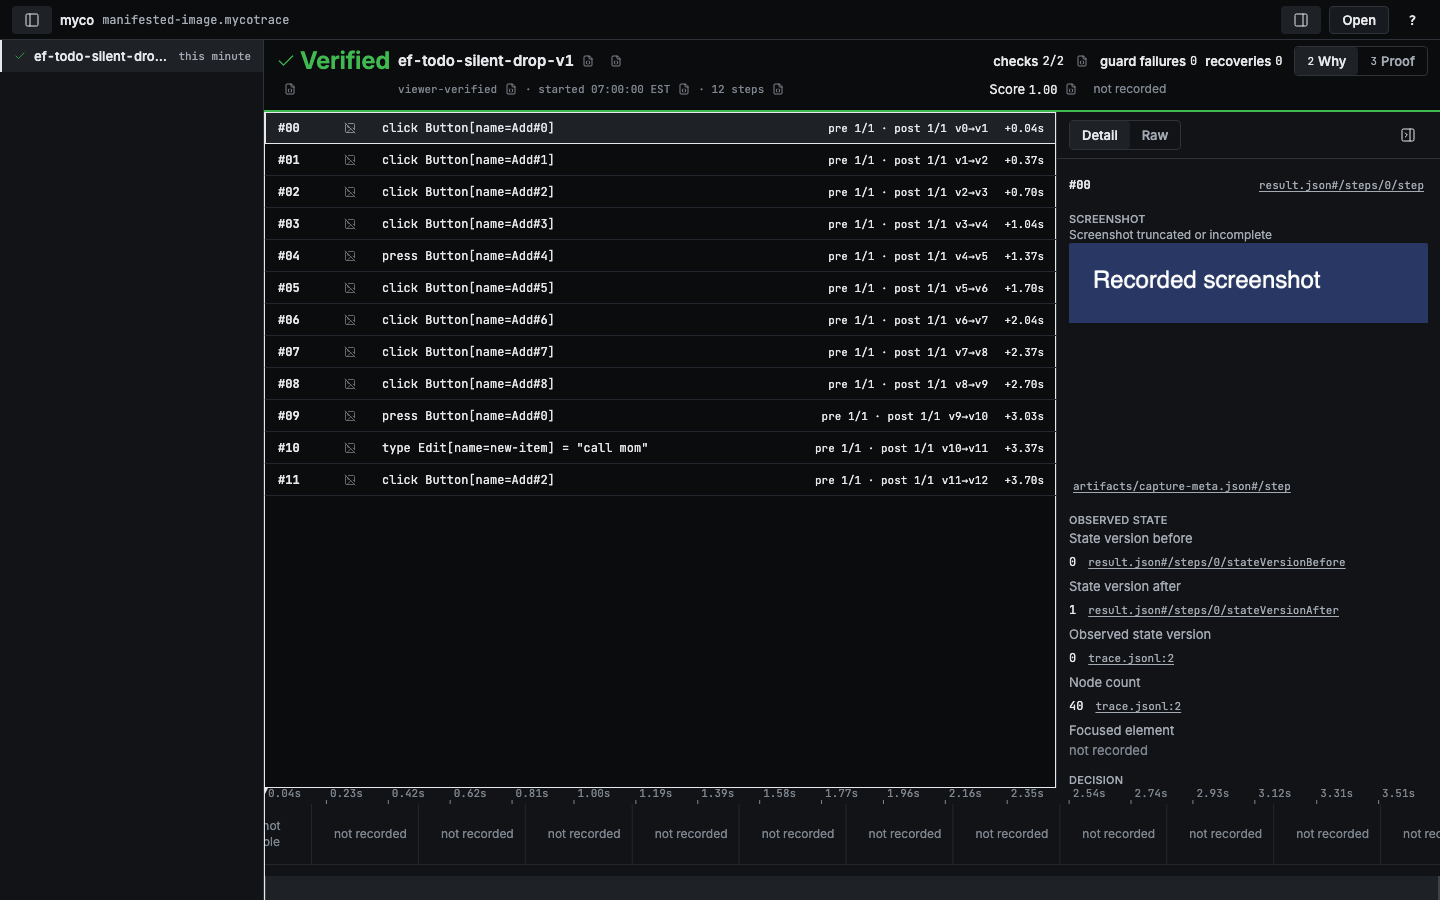 myco manifested-image.mycotrace Open ?
ef-todo-silent-dro... this minute
Verified ef-todo-silent-drop-v1 checks 2/2 guard failures 0 recoveries 0 2 Why 3 Proof
viewer-verified · started 07:00:00 EST · 12 steps Score 1.00 not recorded
#00 click Button[name=Add#0] pre 1/1 · post 1/1 v0→v1 +0.04s
#01 click Button[name=Add#1] pre 1/1 · post 1/1 v1→v2 +0.37s
#02 click Button[name=Add#2] pre 1/1 · post 1/1 v2→v3 +0.70s
#03 click Button[name=Add#3] pre 1/1 · post 1/1 v3→v4 +1.04s
#04 press Button[name=Add#4] pre 1/1 · post 1/1 v4→v5 +1.37s
#05 click Button[name=Add#5] pre 1/1 · post 1/1 v5→v6 +1.70s
#06 click Button[name=Add#6] pre 1/1 · post 1/1 v6→v7 +2.04s
#07 click Button[name=Add#7] pre 1/1 · post 1/1 v7→v8 +2.37s
#08 click Button[name=Add#8] pre 1/1 · post 1/1 v8→v9 +2.70s
#09 press Button[name=Add#0] pre 1/1 · post 1/1 v9→v10 +3.03s
#10 type Edit[name=new-item] = "call mom" pre 1/1 · post 1/1 v10→v11 +3.37s
#11 click Button[name=Add#2] pre 1/1 · post 1/1 v11→v12 +3.70s
Detail Raw
#00 result.json#/steps/0/step
SCREENSHOT
Screenshot truncated or incomplete
Recorded screenshot
artifacts/capture-meta.json#/step
OBSERVED STATE
State version before
0 result.json#/steps/0/stateVersionBefore
State version after
1 result.json#/steps/0/stateVersionAfter
Observed state version
0 trace.jsonl:2
Node count
40 trace.jsonl:2
Focused element
not recorded
DECISION
0.04s 0.23s 0.42s 0.62s 0.81s 1.00s 1.19s 1.39s 1.58s 1.77s 1.96s 2.16s 2.35s 2.54s 2.74s 2.93s 3.12s 3.31s 3.51s
not recorded not recorded not recorded not recorded not recorded not recorded not recorded not recorded not recorded not recorded